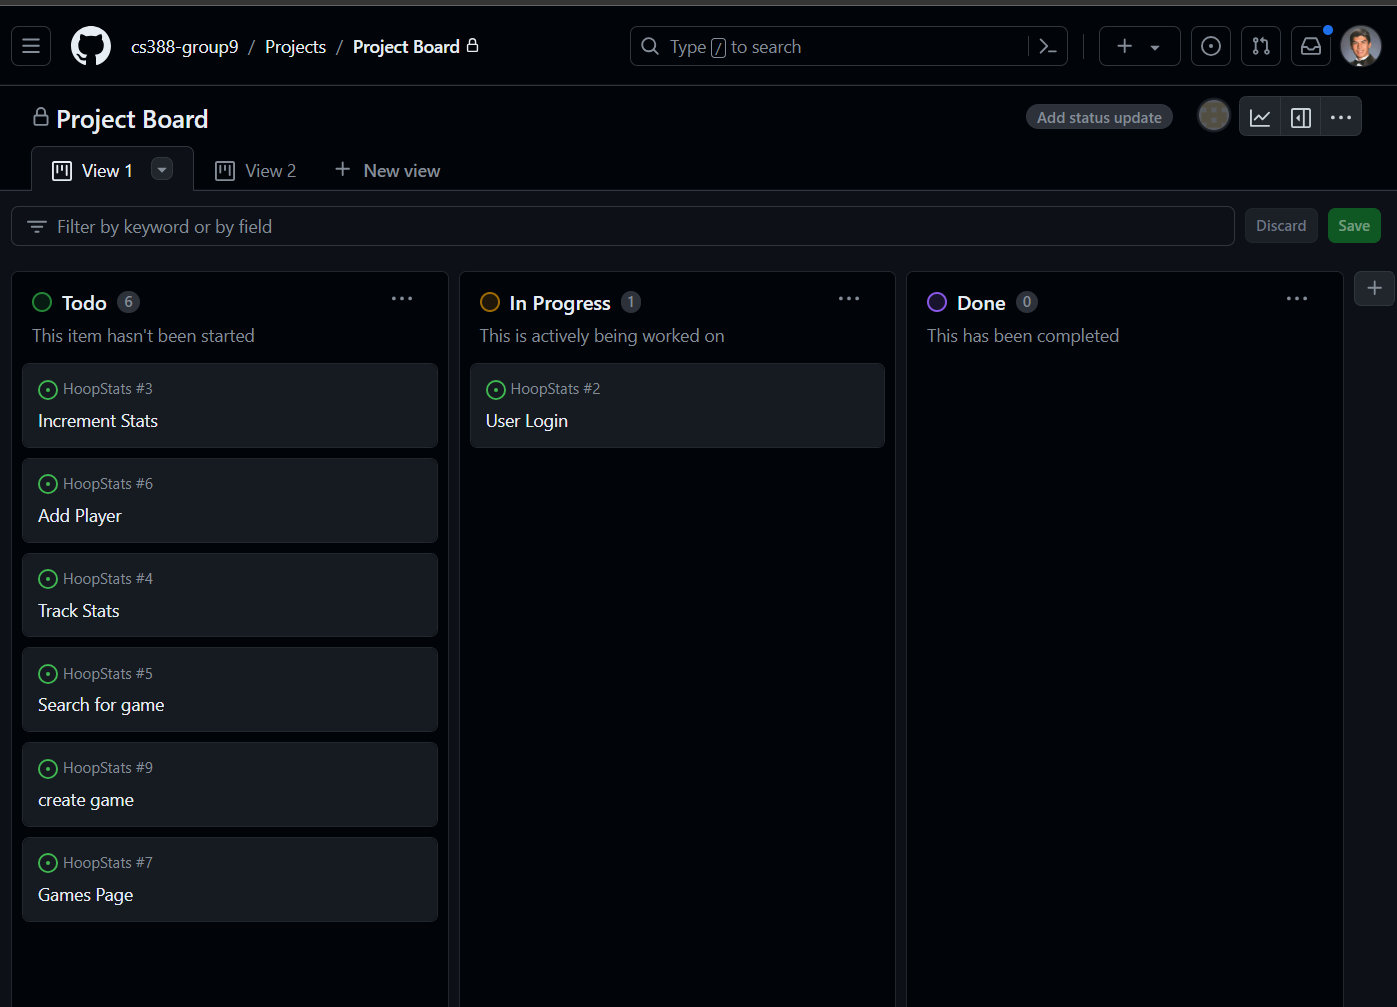 cs388-group9 / Projects / Project Board
Type / to search
Project Board
Add status update
View 1
View 2
New view
Filter by keyword or by field
Discard
Save
Todo 6
This item hasn't been started
HoopStats #3
Increment Stats
HoopStats #6
Add Player
HoopStats #4
Track Stats
HoopStats #5
Search for game
HoopStats #9
create game
HoopStats #7
Games Page
In Progress 1
This is actively being worked on
HoopStats #2
User Login
Done 0
This has been completed